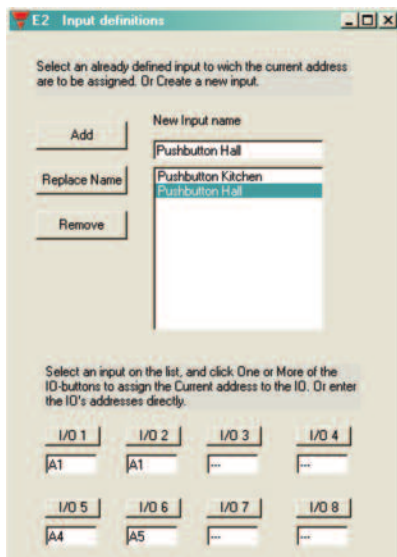 E2 Input definitions
Select an already defined input to wich the current address
are to be assigned. Or Create a new input.
New Input name
Add
Pushbutton Hall
Replace Name
Pushbutton Kitchen
Pushbutton Hall
Remove
Select an input on the list, and click One or More of the
IO-buttons to assign the Current address to the IO. Or enter
the IO's addresses directly.
I/O 1 I/O 2 I/O 3 I/O 4
A1 A1 --- ---
I/O 5 I/O 6 I/O 7 I/O 8
A4 A5 --- ---